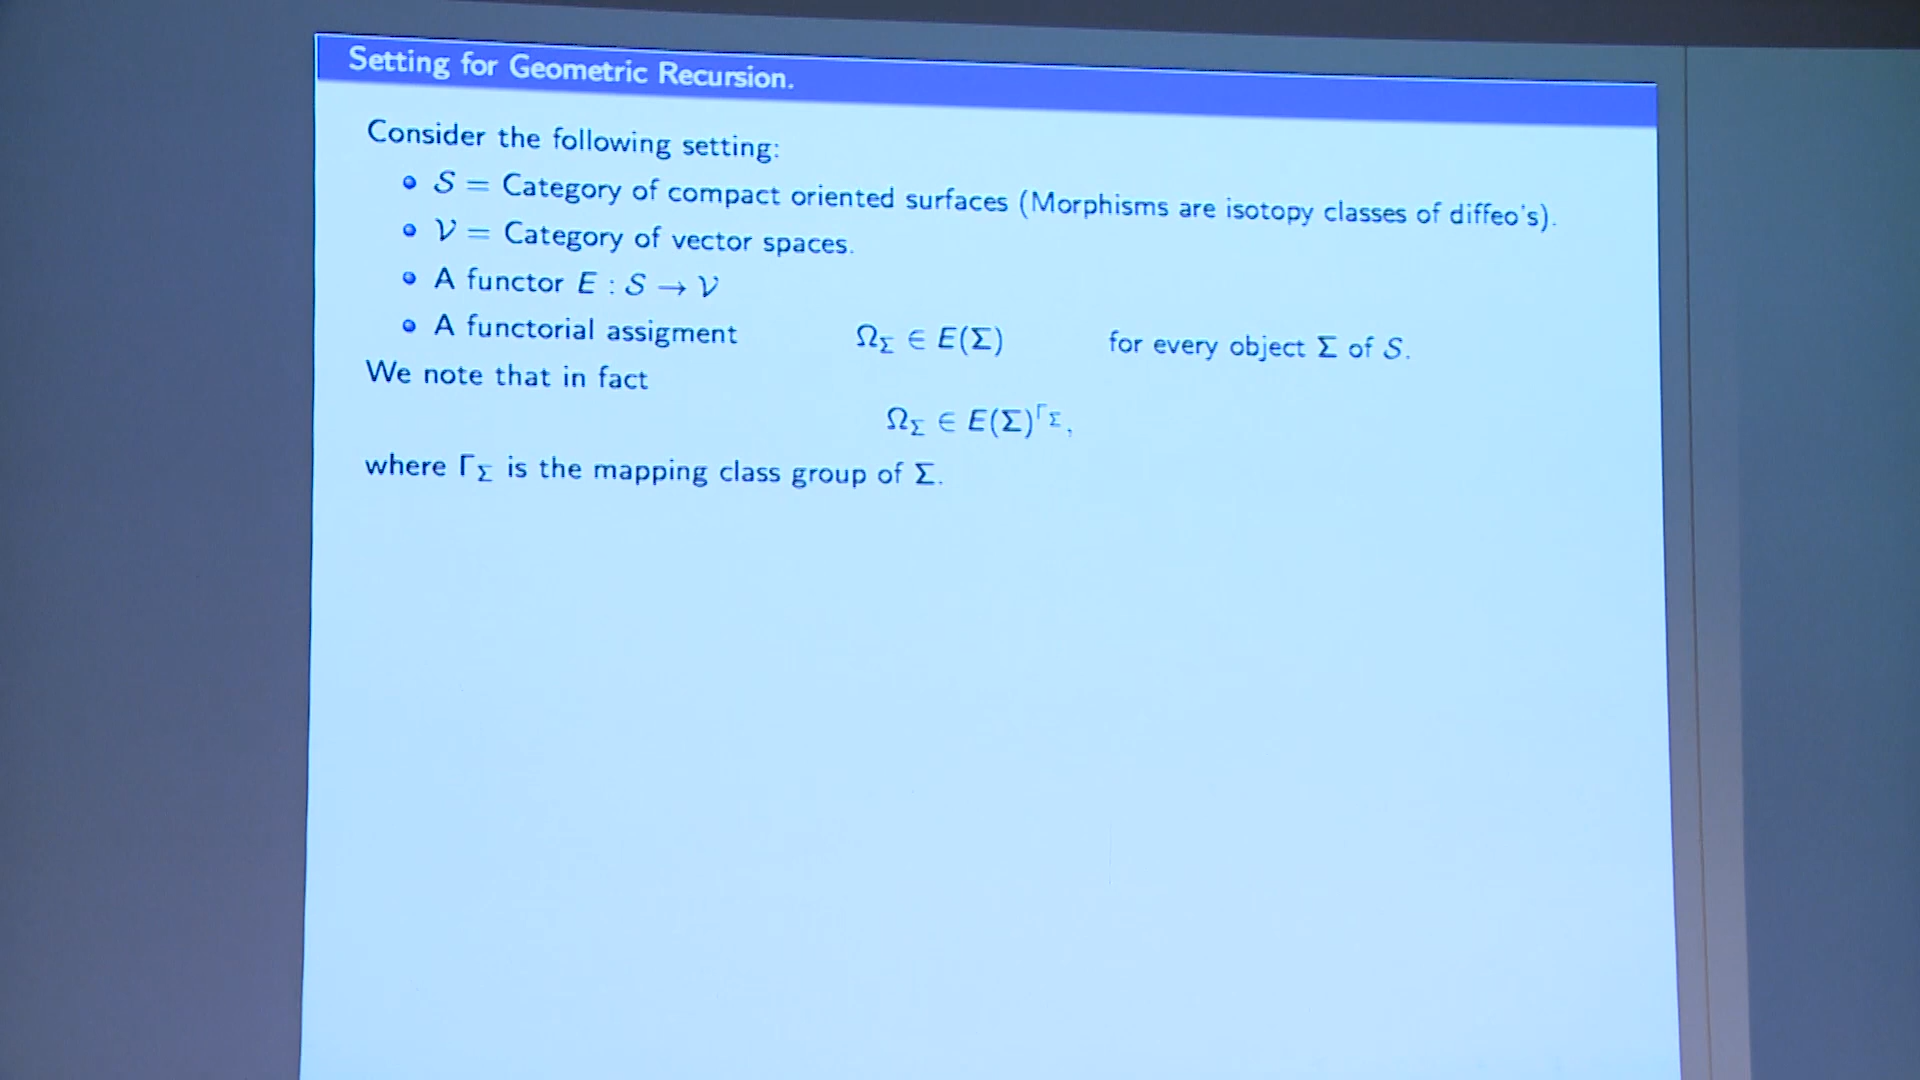 Setting for Geometric Recursion.
Consider the following setting:
• 𝒮 = Category of compact oriented surfaces (Morphisms are isotopy classes of diffeo's).
• 𝒱 = Category of vector spaces.
• A functor E : 𝒮 → 𝒱
• A functorial assigment Ω_Σ ∈ E(Σ) for every object Σ of 𝒮.
We note that in fact
Ω_Σ ∈ E(Σ)^{Γ_Σ},
where Γ_Σ is the mapping class group of Σ.